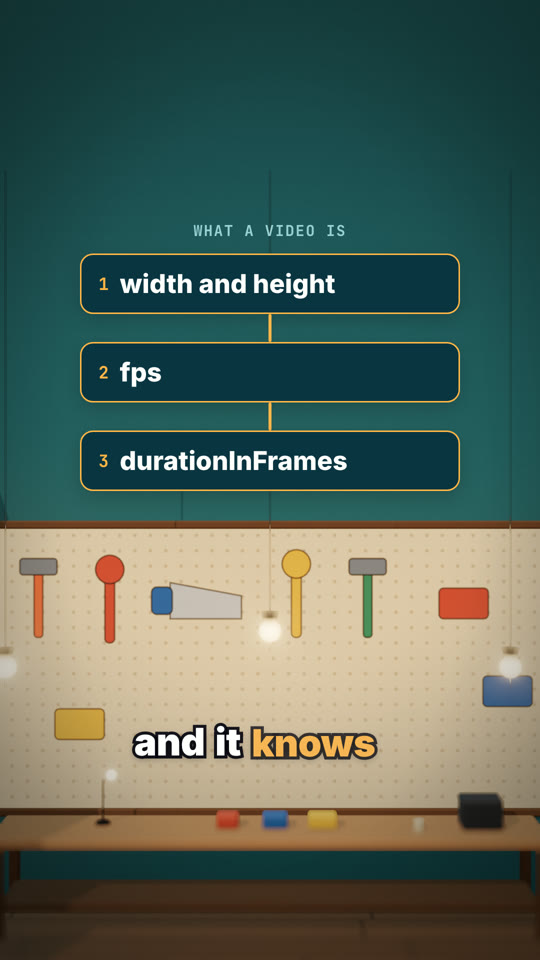 WHAT A VIDEO IS
1 width and height
2 fps
3 durationInFrames
and it knows